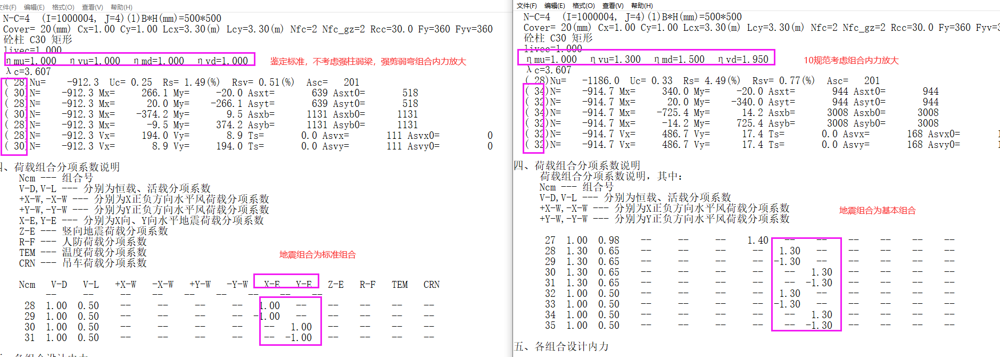 文件(F) 编辑(E) 格式(O) 查看(V) 帮助(H)
N-C=4 (I=1000004, J=4)(1)B*H(mm)=500*500
Cover= 20(mm) Cx=1.00 Cy=1.00 Lcx=3.30(m) Lcy=3.30(m) Nfc=2 Nfc_gz=2 Rcc=30.0 Fy=360 Fyv=360
砼柱 C30 矩形
livec=1.000
ηmu=1.000 ηvu=1.000 ηmd=1.000 ηvd=1.000
鉴定标准，不考虑强柱弱梁，强剪弱弯组合内力放大
λc=3.607
( 28)Nu= -912.3 Uc= 0.25 Rs= 1.49(%) Rsv= 0.51(%) Asc= 201
( 30)N= -912.3 Mx= 266.1 My= -20.0 Asxt= 639 Asxt0= 518
( 28)N= -912.3 Mx= 20.0 My= -266.1 Asyt= 639 Asyt0= 518
( 30)N= -912.3 Mx= -374.2 My= 9.5 Asxb= 1131 Asxb0= 1131
( 28)N= -912.3 Mx= -9.5 My= 374.2 Asyb= 1131 Asyb0= 1131
( 28)N= -912.3 Vx= 194.0 Vy= 8.9 Ts= 0.0 Asvx= 111 Asvx0= 0
( 30)N= -912.3 Vx= 8.9 Vy= 194.0 Ts= 0.0 Asvy= 111 Asvy0= 0
四、荷载组合分项系数说明
Ncm --- 组合号
V-D,V-L --- 分别为恒载、活载分项系数
+X-W,-X-W --- 分别为X正负方向水平风荷载分项系数
+Y-W,-Y-W --- 分别为Y正负方向水平风荷载分项系数
X-E,Y-E --- 分别为X向、Y向水平地震荷载分项系数
Z-E --- 竖向地震荷载分项系数
R-F --- 人防荷载分项系数
TEM --- 温度荷载分项系数
CRN --- 吊车荷载分项系数
地震组合为标准组合
Ncm V-D V-L +X-W -X-W +Y-W -Y-W X-E Y-E Z-E R-F TEM CRN
-- -- -- -- -- -- -- -- --
28 1.00 0.50 -- -- -- -- 1.00 -- -- -- -- --
29 1.00 0.50 -- -- -- -- -1.00 -- -- -- -- --
30 1.00 0.50 -- -- -- -- -- 1.00 -- -- -- --
31 1.00 0.50 -- -- -- -- -- -1.00 -- -- -- --
五、各组合设计内力
文件(F) 编辑(E) 格式(O) 查看(V) 帮助(H)
N-C=4 (I=1000004, J=4)(1)B*H(mm)=500*500
Cover= 20(mm) Cx=1.00 Cy=1.00 Lcx=3.30(m) Lcy=3.30(m) Nfc=2 Nfc_gz=2 Rcc=30.0 Fy=360 Fyv=3
砼柱 C30 矩形
livec=1.000
ηmu=1.000 ηvu=1.300 ηmd=1.500 ηvd=1.950
10规范考虑组合内力放大
λc=3.607
( 28)Nu= -1186.0 Uc= 0.33 Rs= 4.49(%) Rsv= 0.77(%) Asc= 201
( 34)N= -914.7 Mx= 340.0 My= -20.0 Asxt= 944 Asxt0= 944
( 32)N= -914.7 Mx= 20.0 My= -340.0 Asyt= 944 Asyt0= 944
( 34)N= -914.7 Mx= -725.4 My= 14.2 Asxb= 3008 Asxb0= 3008
( 32)N= -914.7 Mx= -14.2 My= 725.4 Asyb= 3008 Asyb0= 3008
( 32)N= -914.7 Vx= 486.7 Vy= 17.4 Ts= 0.0 Asvx= 168 Asvx0= 1
( 32)N= -914.7 Vx= 486.7 Vy= 17.4 Ts= 0.0 Asvy= 168 Asvy0= 1
四、荷载组合分项系数说明
荷载组合分项系数说明，其中：
Ncm --- 组合号
V-D,V-L --- 分别为恒载、活载分项系数
+X-W,-X-W --- 分别为X正负方向水平风荷载分项系数
+Y-W,-Y-W --- 分别为Y正负方向水平风荷载分项系数
地震组合为基本组合
27 1.00 0.98 -- -- -- 1.40 -- -- -- -- -- --
28 1.30 0.65 -- -- -- -- 1.30 -- -- -- -- --
29 1.30 0.65 -- -- -- -- -1.30 -- -- -- -- --
30 1.30 0.65 -- -- -- -- -- 1.30 -- -- -- --
31 1.30 0.65 -- -- -- -- -- -1.30 -- -- -- --
32 1.00 0.50 -- -- -- -- 1.30 -- -- -- -- --
33 1.00 0.50 -- -- -- -- -1.30 -- -- -- -- --
34 1.00 0.50 -- -- -- -- -- 1.30 -- -- -- --
35 1.00 0.50 -- -- -- -- -- -1.30 -- -- -- --
五、各组合设计内力